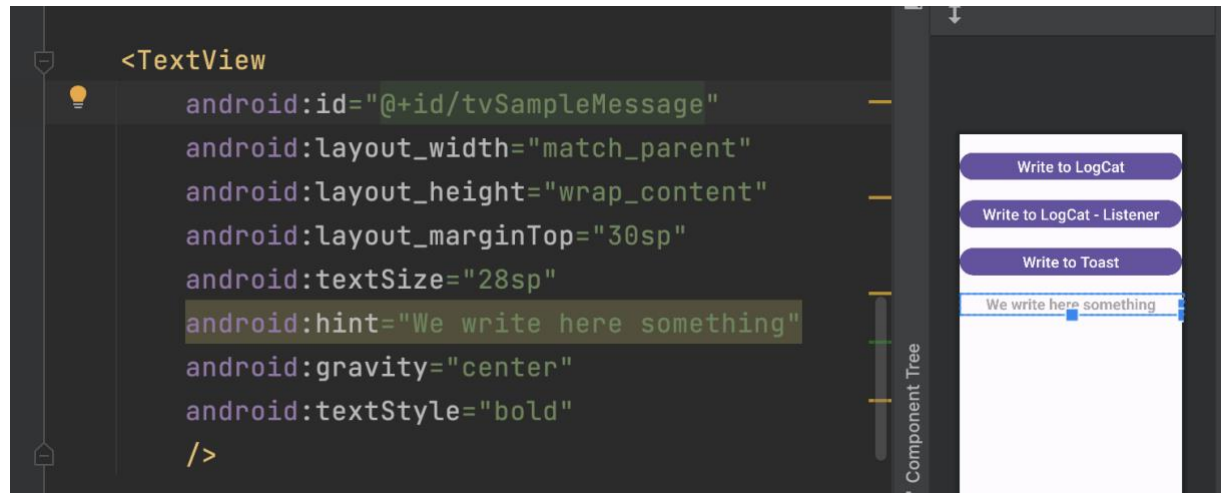 <TextView
android:id="@+id/tvSampleMessage"
android:layout_width="match_parent"
android:layout_height="wrap_content"
android:layout_marginTop="30sp"
android:textSize="28sp"
android:hint="We write here something"
android:gravity="center"
android:textStyle="bold"
/>
Component Tree
Write to LogCat
Write to LogCat - Listener
Write to Toast
We write here something